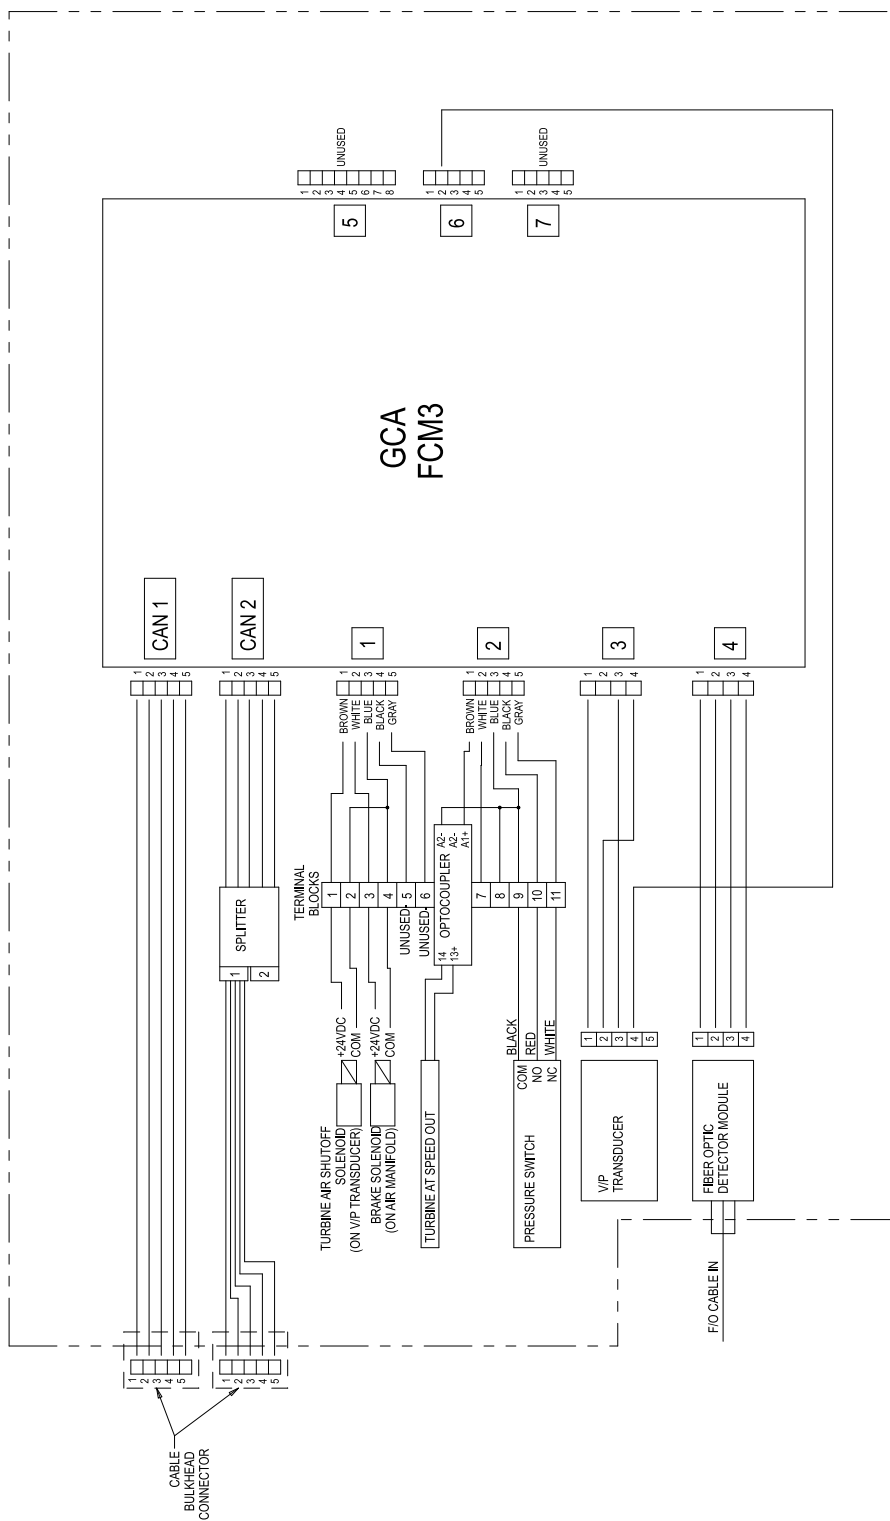 CABLE
BULKHEAD
CONNECTOR
1
2
3
4
5
1
2
3
4
5
CAN 1
1
2
3
4
5
SPLITTER
1
2
CAN 2
1
2
3
4
5
TURBINE AIR SHUTOFF
SOLENOID
(ON V/P TRANSDUCER)
+24VDC
COM
BRAKE SOLENOID
(ON AIR MANIFOLD)
+24VDC
COM
TERMINAL
BLOCKS
1
2
3
4
5
6
UNUSED
UNUSED
BROWN
WHITE
BLUE
BLACK
GRAY
1
2
3
4
5
1
TURBINE AT SPEED OUT
14
13+
OPTOCOUPLER
A2-
A2-
A1+
7
8
9
10
11
BROWN
WHITE
BLUE
BLACK
GRAY
1
2
3
4
5
2
PRESSURE SWITCH
COM
NO
NC
BLACK
RED
WHITE
V/P
TRANSDUCER
1
2
3
4
5
1
2
3
4
3
F/O CABLE IN
FIBER OPTIC
DETECTOR MODULE
1
2
3
4
1
2
3
4
4
GCA
FCM3
5
1
2
3
4
5
6
7
8
UNUSED
6
1
2
3
4
5
7
1
2
3
4
5
UNUSED